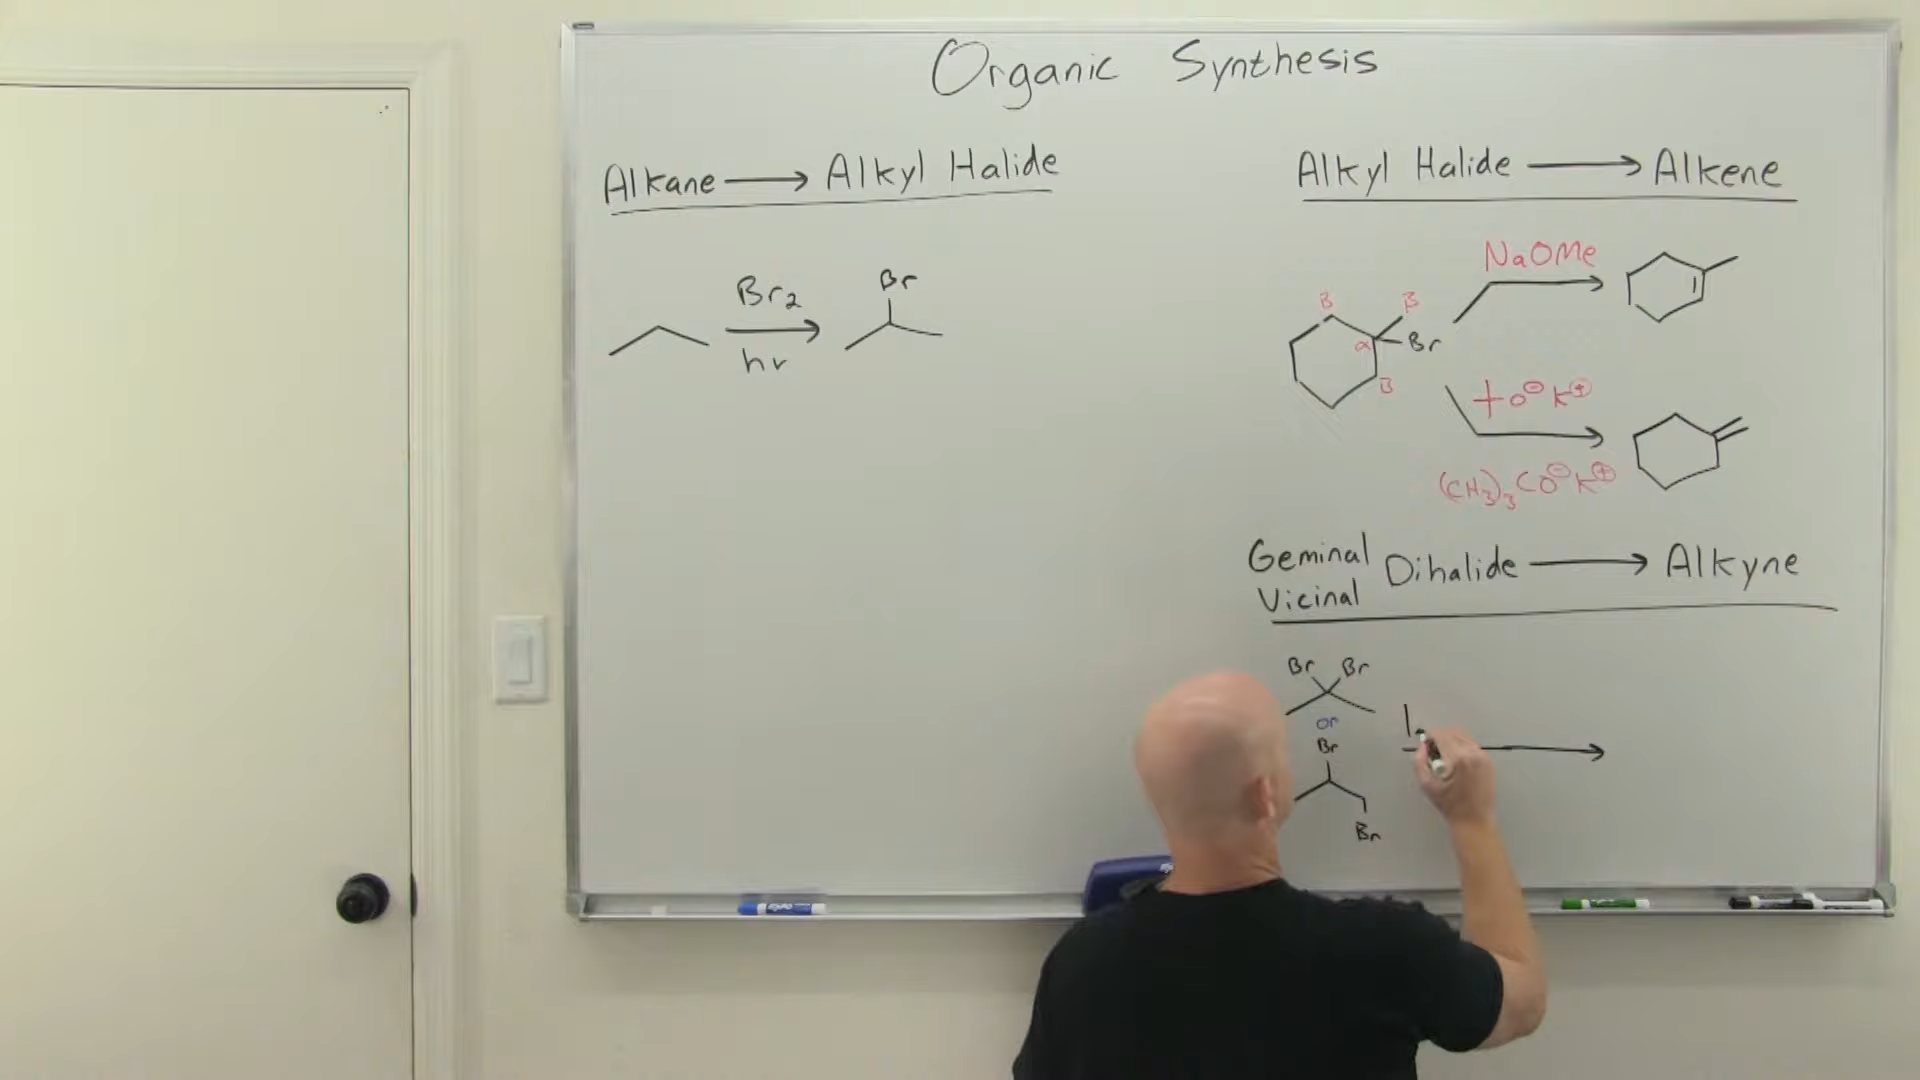 Organic Synthesis
Alkane → Alkyl Halide
Br₂
hν
Br
Alkyl Halide → Alkene
NaOMe
B
B
α
Br
B
O⊖ K⊕
(CH₃)₃CO⊖K⊕
Geminal
Vicinal
Dihalide → Alkyne
Br Br
or
Br
Br
1.